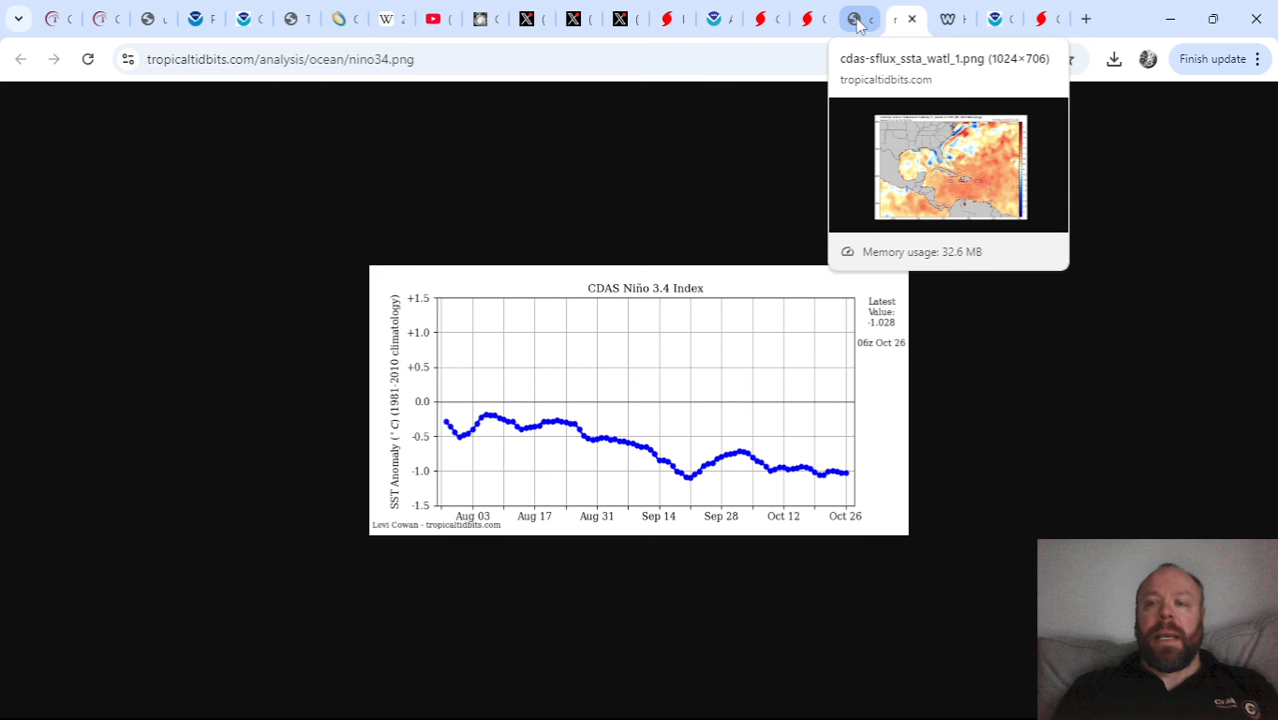 tropicaltidbits.com/analysis/ocean/nino34.png
Finish update
cdas-sflux_ssta_watl_1.png (1024×706)
tropicaltidbits.com
Memory usage: 32.6 MB
CDAS Niño 3.4 Index
SST Anomaly (°C) (1981-2010 climatology)
+1.5
+1.0
+0.5
0.0
-0.5
-1.0
-1.5
Aug 03 Aug 17 Aug 31 Sep 14 Sep 28 Oct 12 Oct 26
Levi Cowan - tropicaltidbits.com
Latest
Value:
-1.028
06z Oct 26